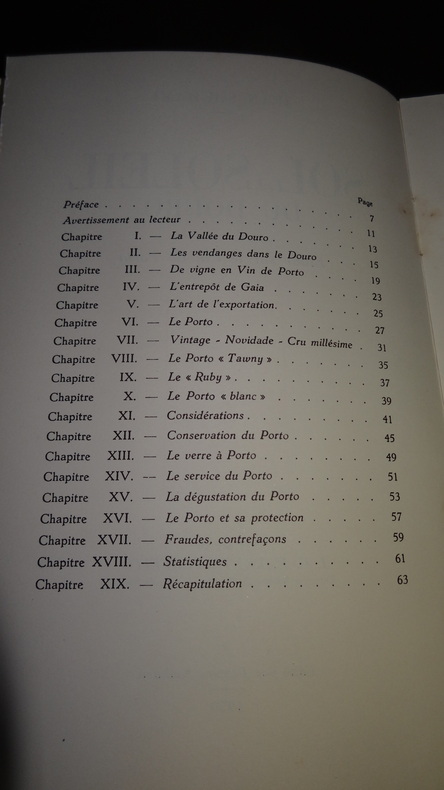 Page
Préface . . . . . . . . . . . . . . . . 7
Avertissement au lecteur . . . . . . . . . . 11
Chapitre I. — La Vallée du Douro . . . . . . 13
Chapitre II. — Les vendanges dans le Douro . . . 15
Chapitre III. — De vigne en Vin de Porto . . . . 19
Chapitre IV. — L'entrepôt de Gaia . . . . . . 23
Chapitre V. — L'art de l'exportation. . . . . . 25
Chapitre VI. — Le Porto . . . . . . . . . 27
Chapitre VII. — Vintage - Novidade - Cru millésime . 31
Chapitre VIII. — Le Porto « Tawny » . . . . . . 35
Chapitre IX. — Le « Ruby » . . . . . . . . 37
Chapitre X. — Le Porto « blanc » . . . . . . 39
Chapitre XI. — Considérations . . . . . . . 41
Chapitre XII. — Conservation du Porto . . . . . 45
Chapitre XIII. — Le verre à Porto . . . . . . . 49
Chapitre XIV. — Le service du Porto . . . . . . 51
Chapitre XV. — La dégustation du Porto . . . . . 53
Chapitre XVI. — Le Porto et sa protection . . . . . 57
Chapitre XVII. — Fraudes, contrefaçons . . . . . . 59
Chapitre XVIII. — Statistiques . . . . . . . . . 61
Chapitre XIX. — Récapitulation . . . . . . . . 63